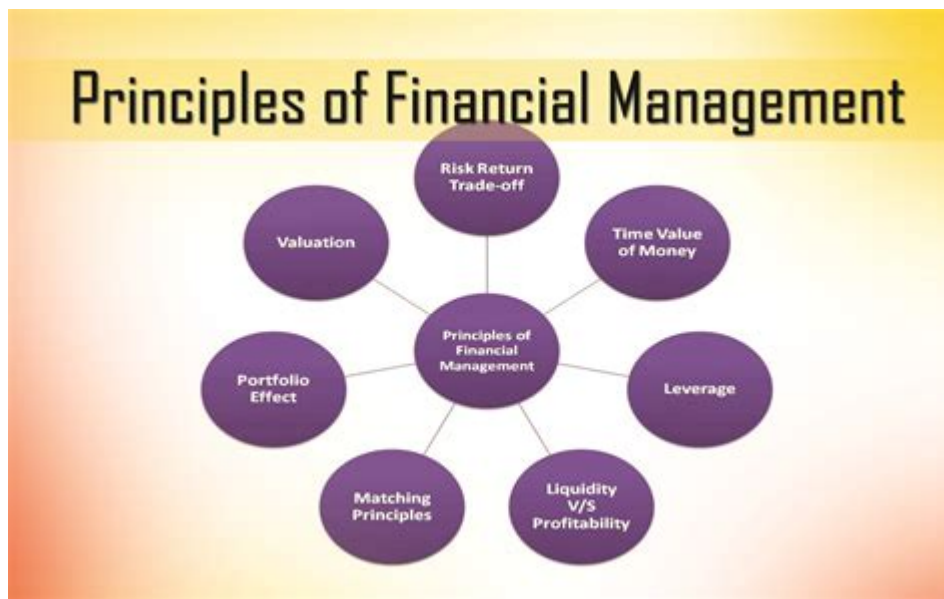 Principles of Financial Management
Risk Return
Trade-off
Time Value
of Money
Leverage
Liquidity
V/S
Profitability
Matching
Principles
Portfolio
Effect
Valuation
Principles of
Financial
Management